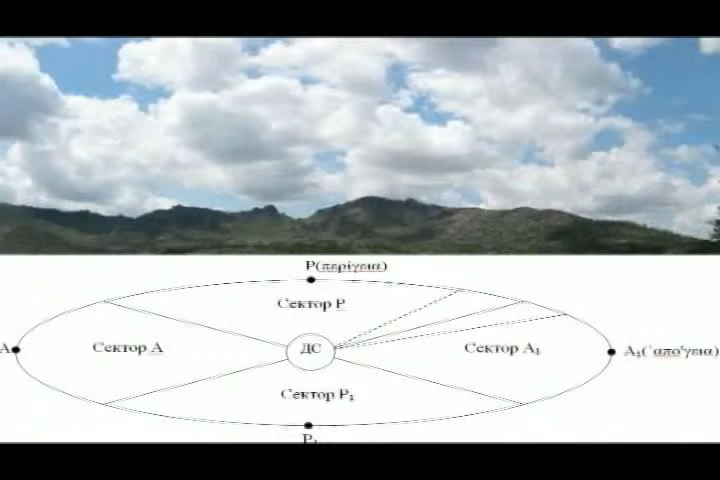 P(περίγεια)
Сектор P
A
Сектор A
ДС
Сектор A₁
A₁(᾽απο'γεια)
Сектор P₁
P₁